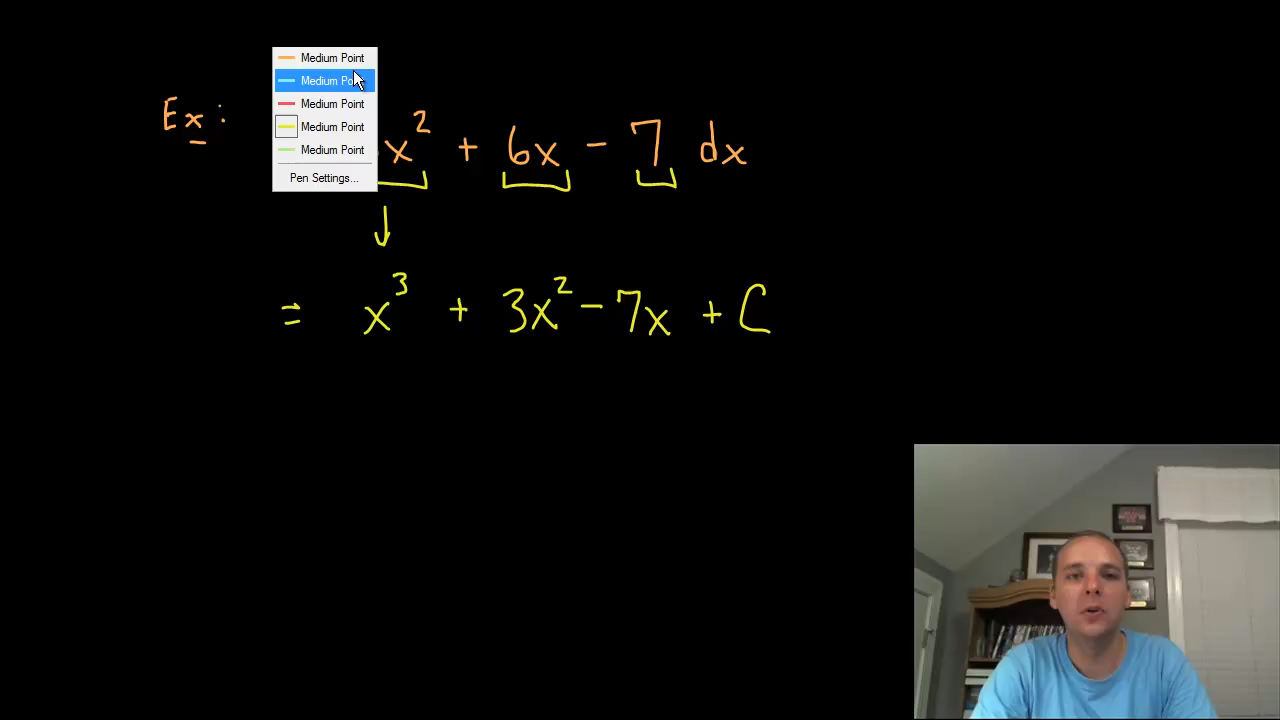 Medium Point
Medium Point
Medium Point
Medium Point
Medium Point
Pen Settings...
Ex:
x² + 6x - 7 dx
= x³ + 3x² - 7x + C